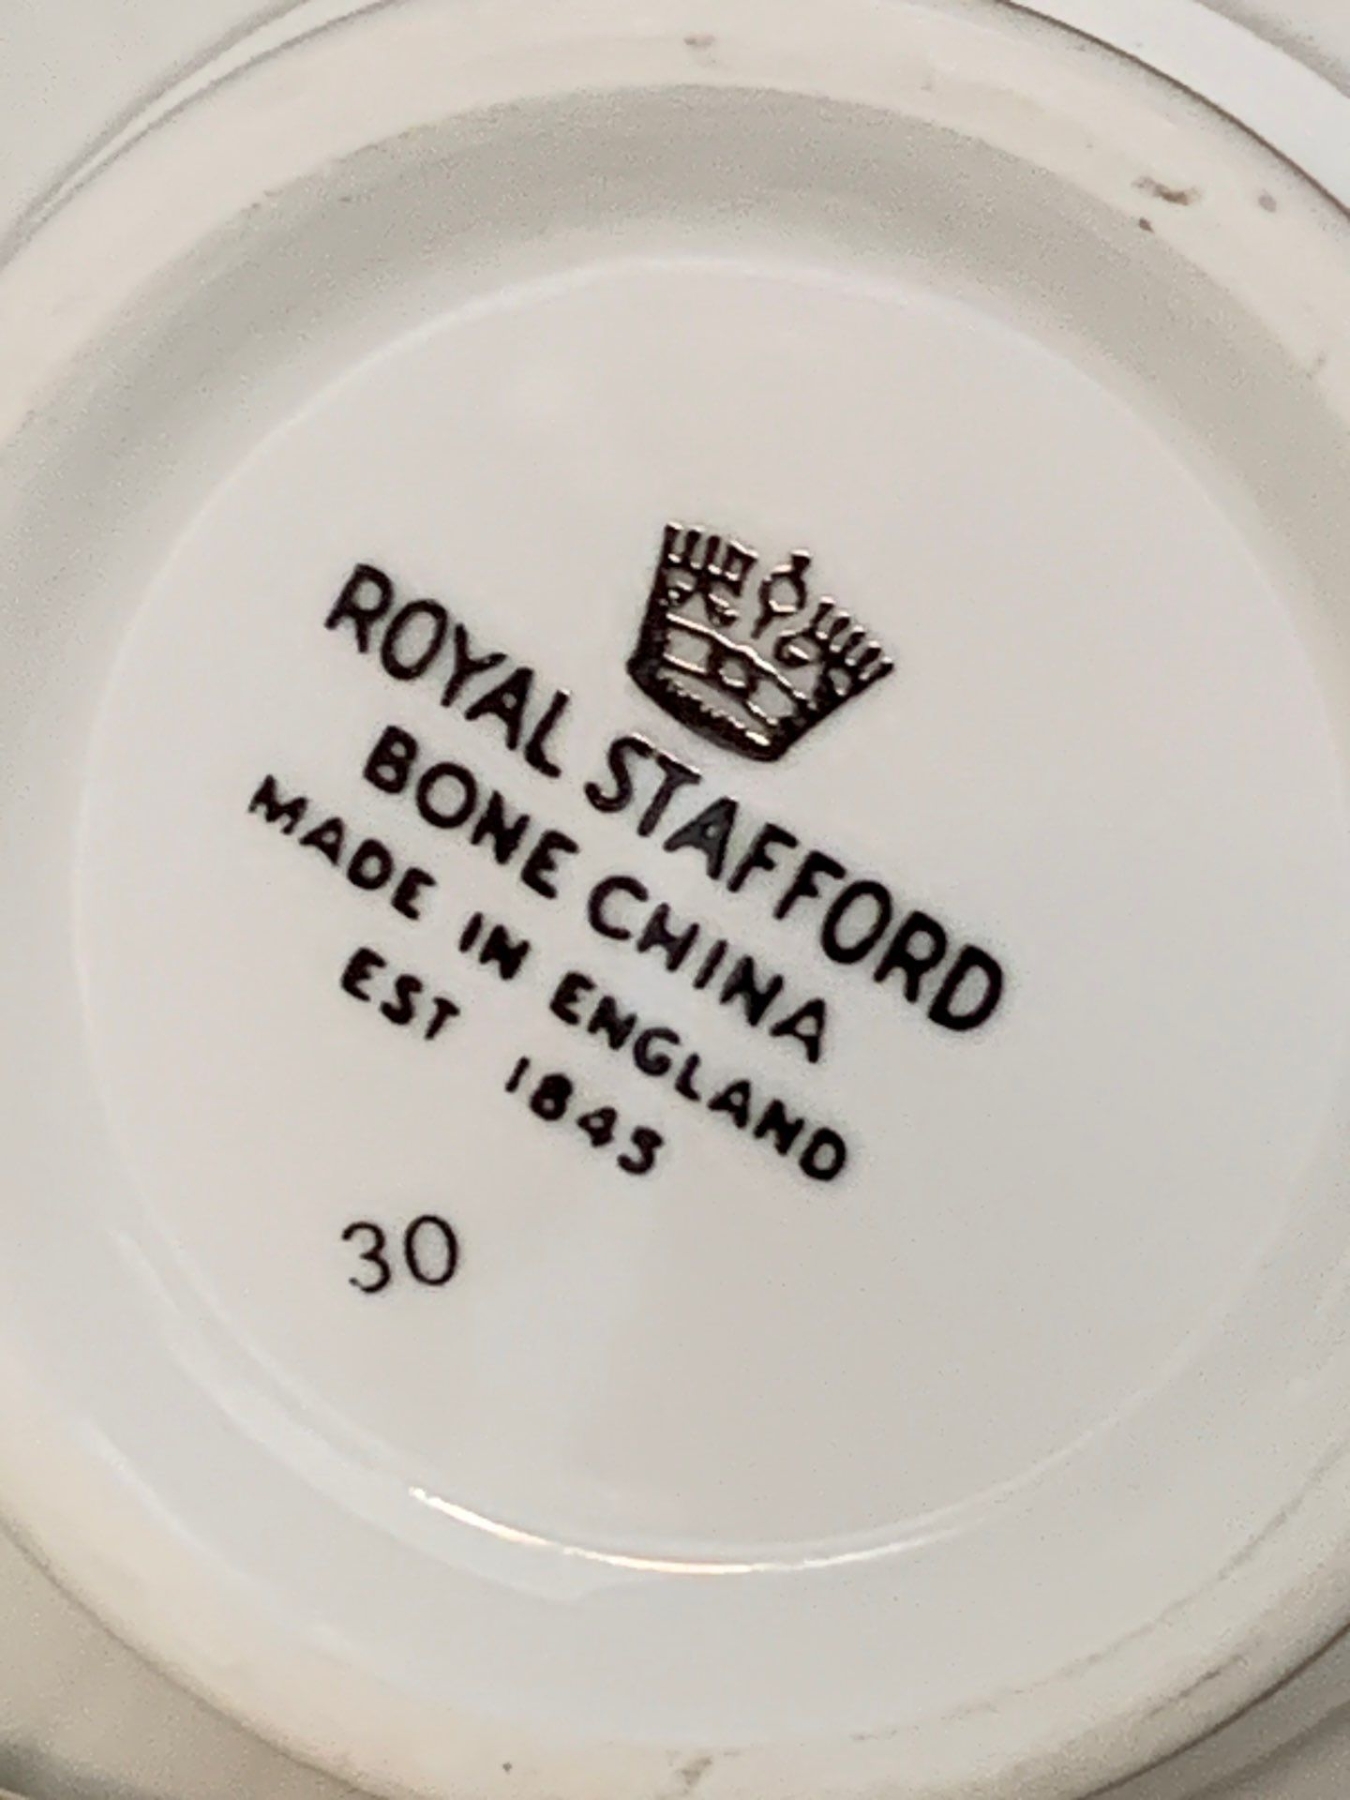 ROYAL STAFFORD
BONE CHINA
MADE IN ENGLAND
EST 1845
30